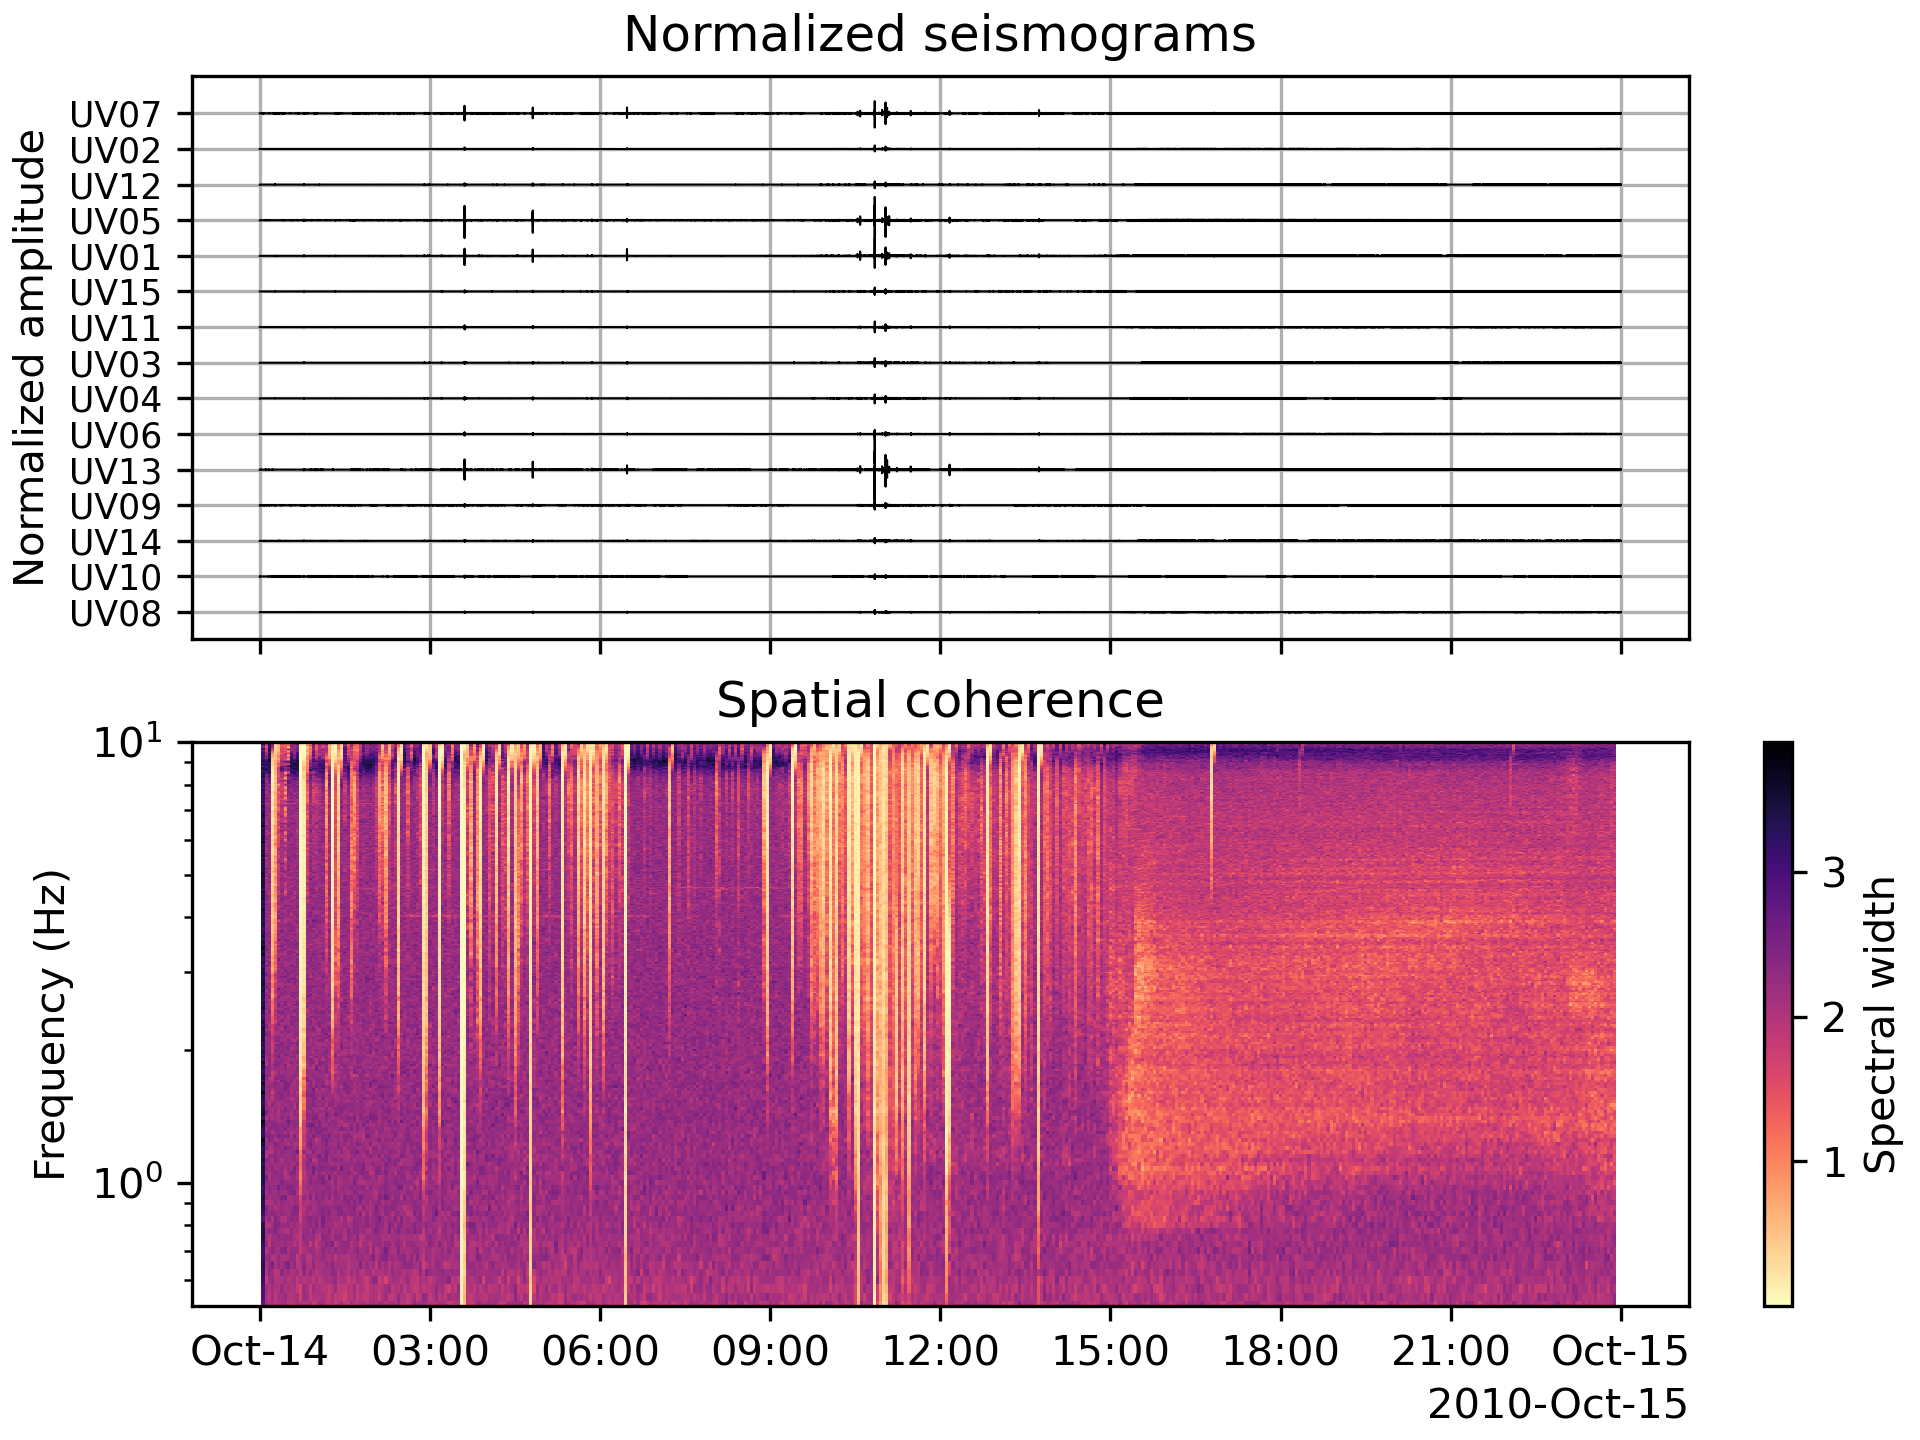 Normalized seismograms
Normalized amplitude
UV07
UV02
UV12
UV05
UV01
UV15
UV11
UV03
UV04
UV06
UV13
UV09
UV14
UV10
UV08
Spatial coherence
Frequency (Hz)
10¹
10⁰
Oct-14 03:00 06:00 09:00 12:00 15:00 18:00 21:00 Oct-15
2010-Oct-15
3
2
1
Spectral width